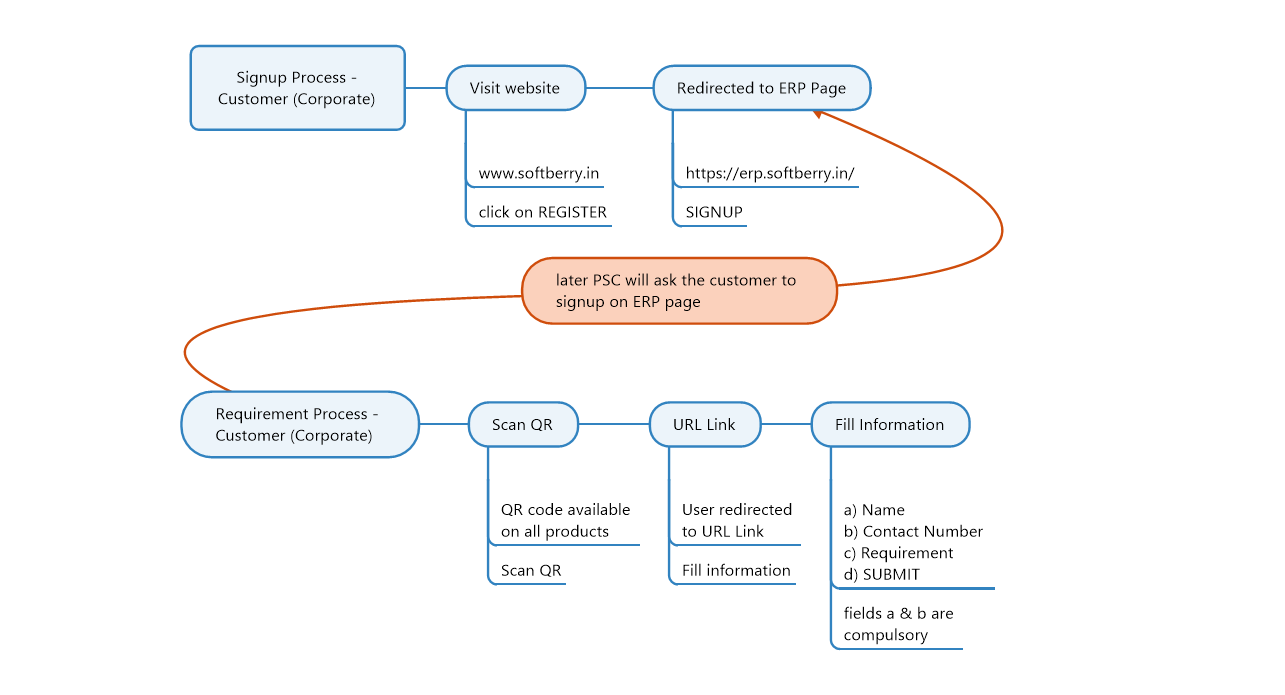 Signup Process -
Customer (Corporate)
Visit website
Redirected to ERP Page
www.softberry.in
click on REGISTER
https://erp.softberry.in/
SIGNUP
later PSC will ask the customer to
signup on ERP page
Requirement Process -
Customer (Corporate)
Scan QR
URL Link
Fill Information
QR code available
on all products
Scan QR
User redirected
to URL Link
Fill information
a) Name
b) Contact Number
c) Requirement
d) SUBMIT
fields a & b are
compulsory